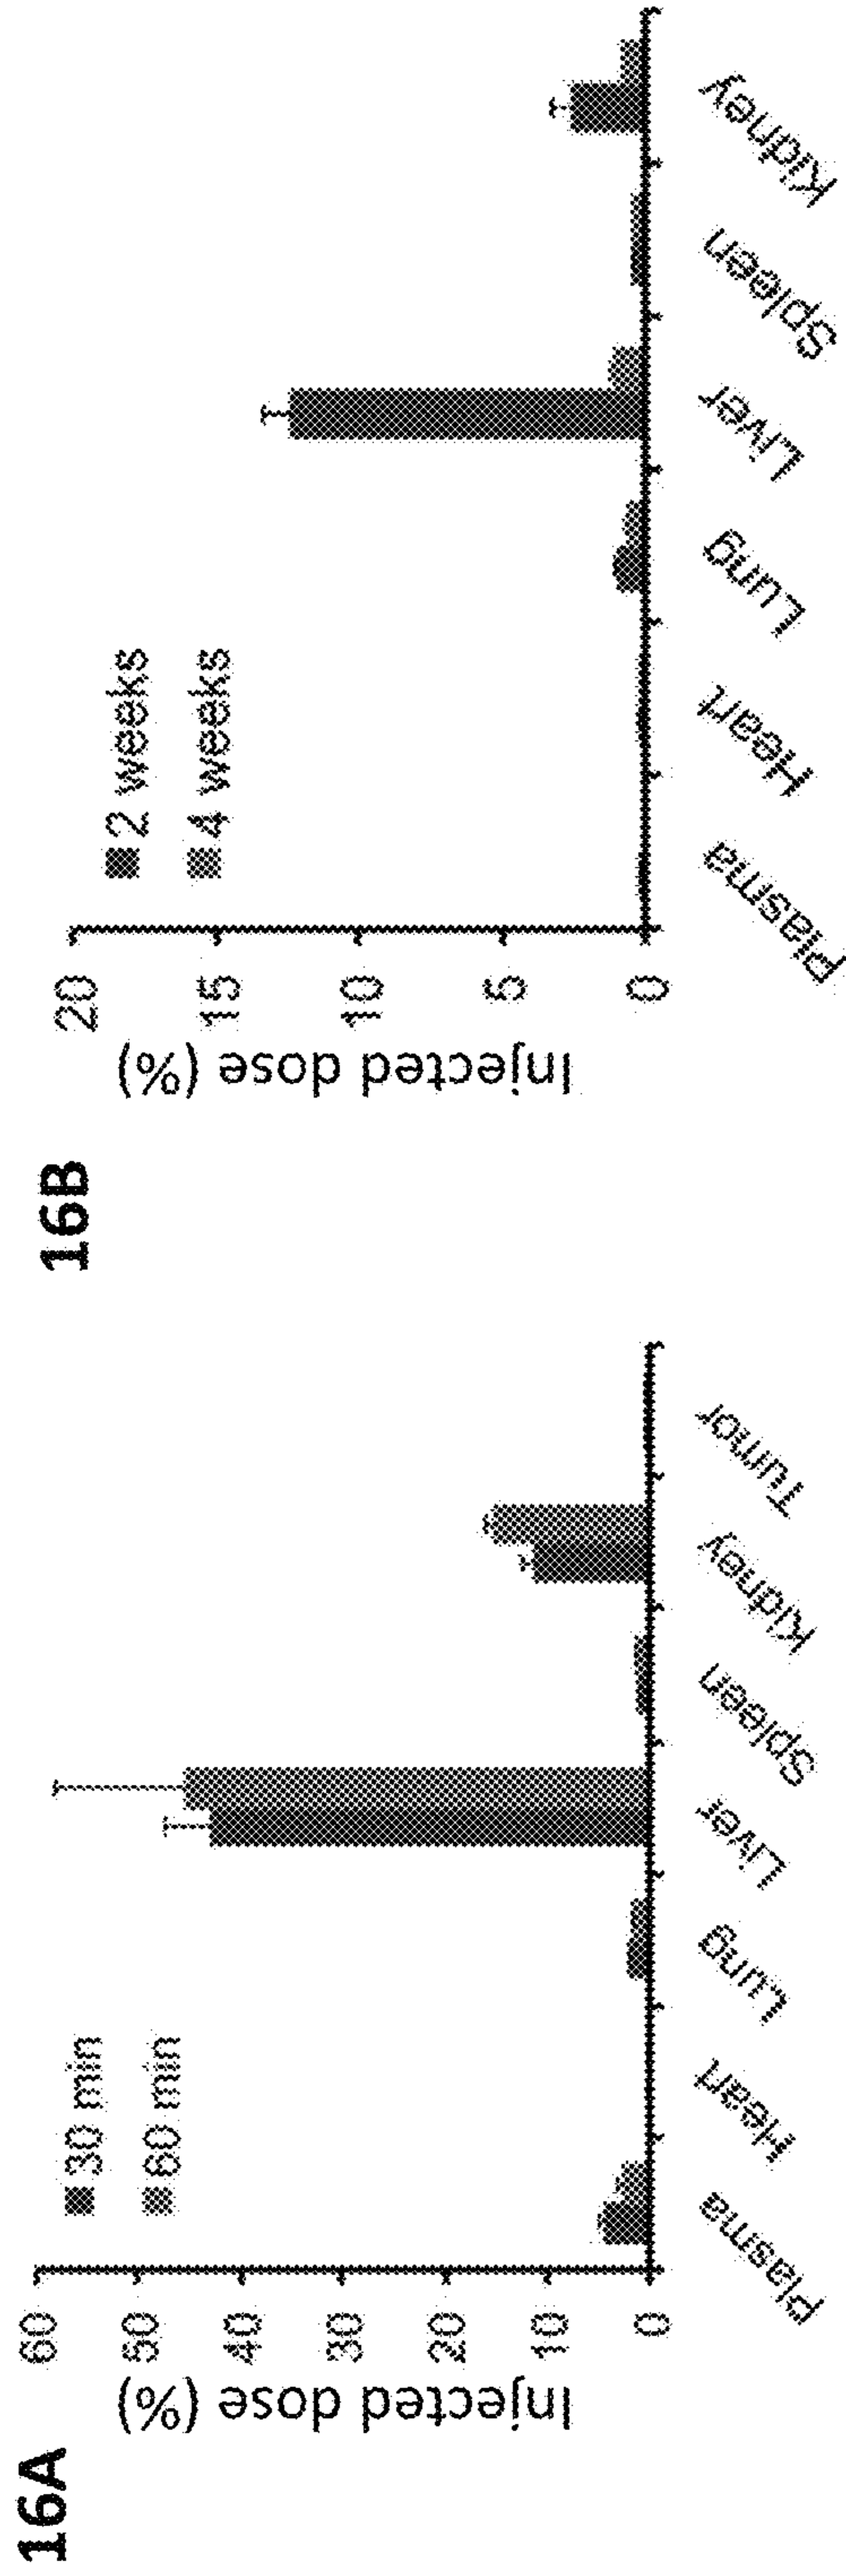 16A
Injected dose (%)
60
50
40
30
20
10
0
30 min
60 min
Plasma
Heart
Lung
Liver
Spleen
Kidney
Tumor
16B
Injected dose (%)
20
15
10
5
0
2 weeks
4 weeks
Plasma
Heart
Lung
Liver
Spleen
Kidney